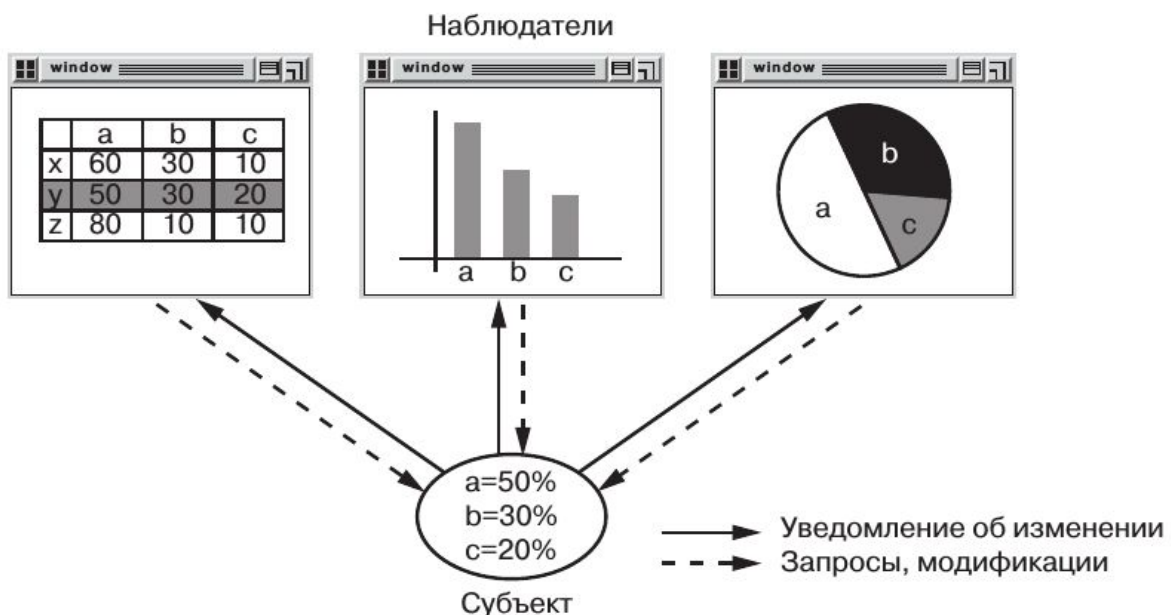 Наблюдатели
window
a b c
x 60 30 10
y 50 30 20
z 80 10 10
window
a b c
window
b
a
c
a=50%
b=30%
c=20%
Субъект
Уведомление об изменении
Запросы, модификации